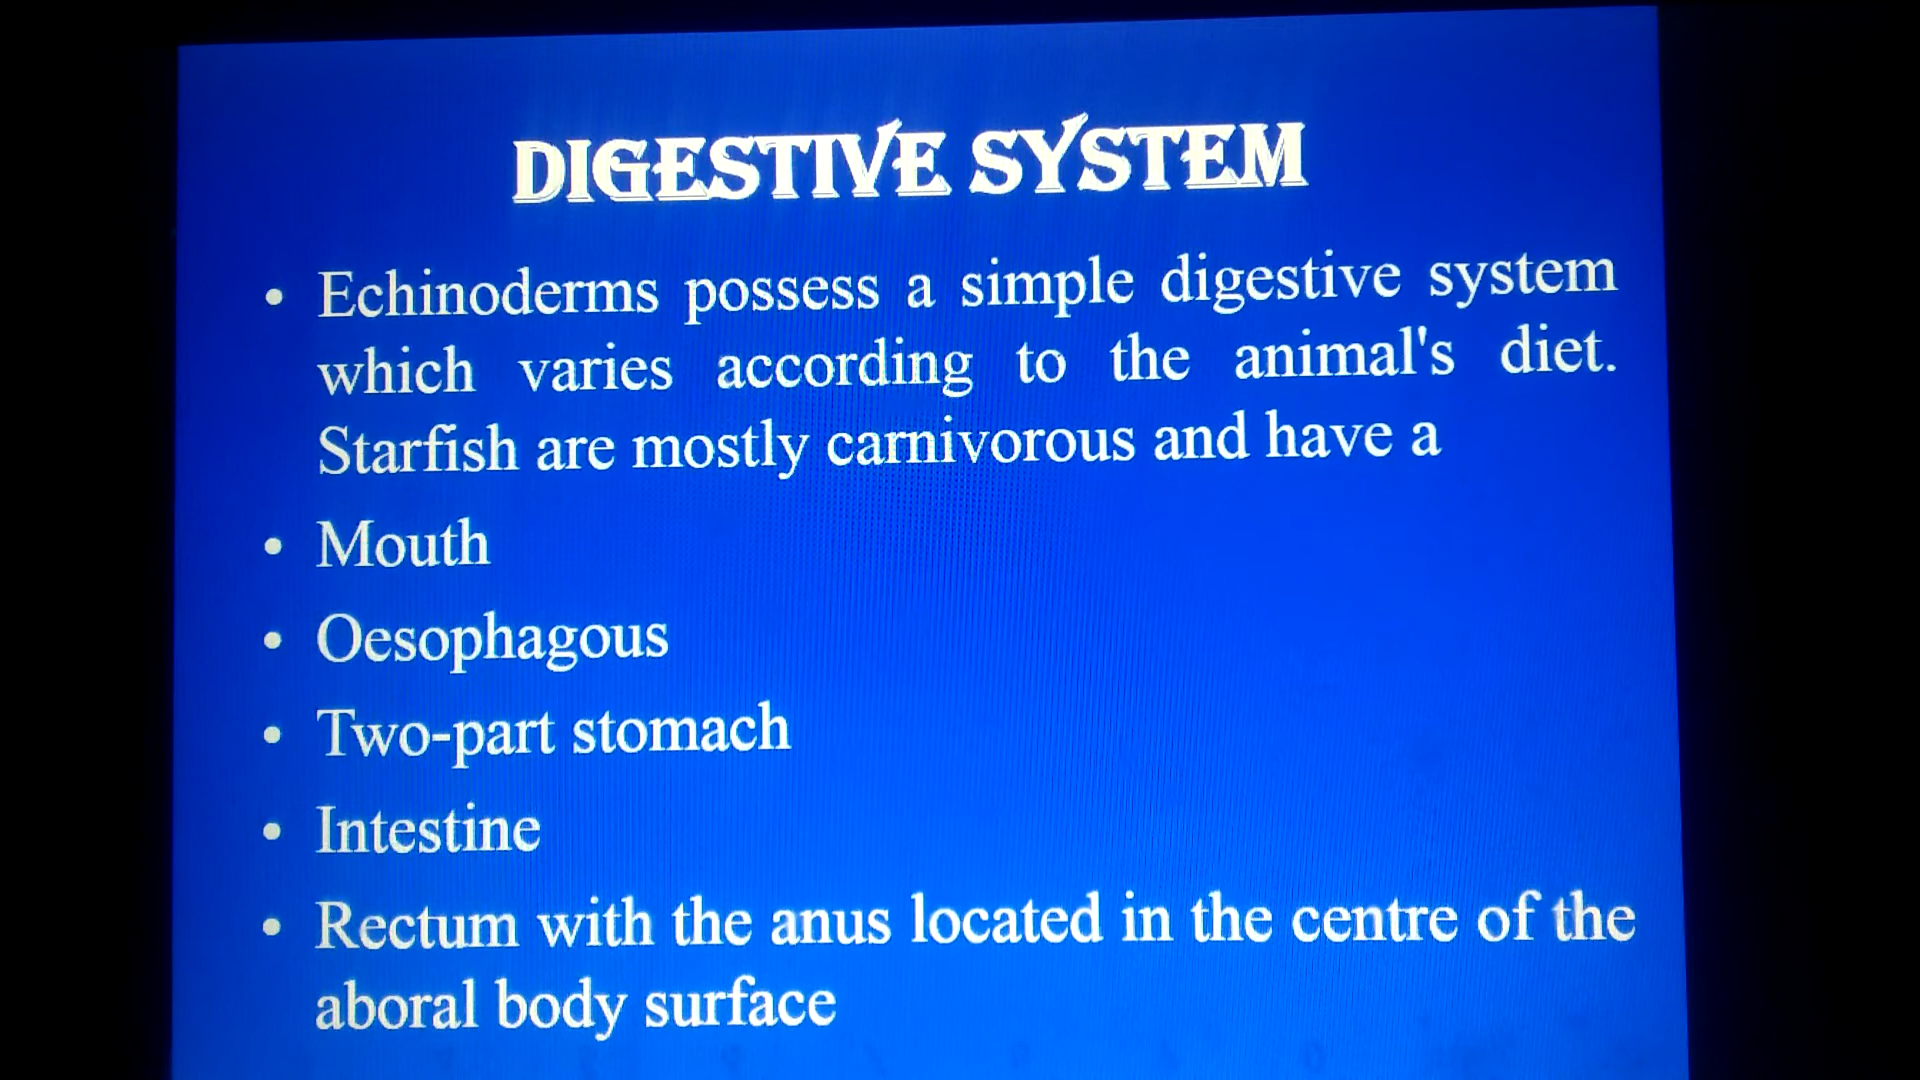 DIGESTIVE SYSTEM
• Echinoderms possess a simple digestive system
which varies according to the animal's diet.
Starfish are mostly carnivorous and have a
• Mouth
• Oesophagous
• Two-part stomach
• Intestine
• Rectum with the anus located in the centre of the
aboral body surface